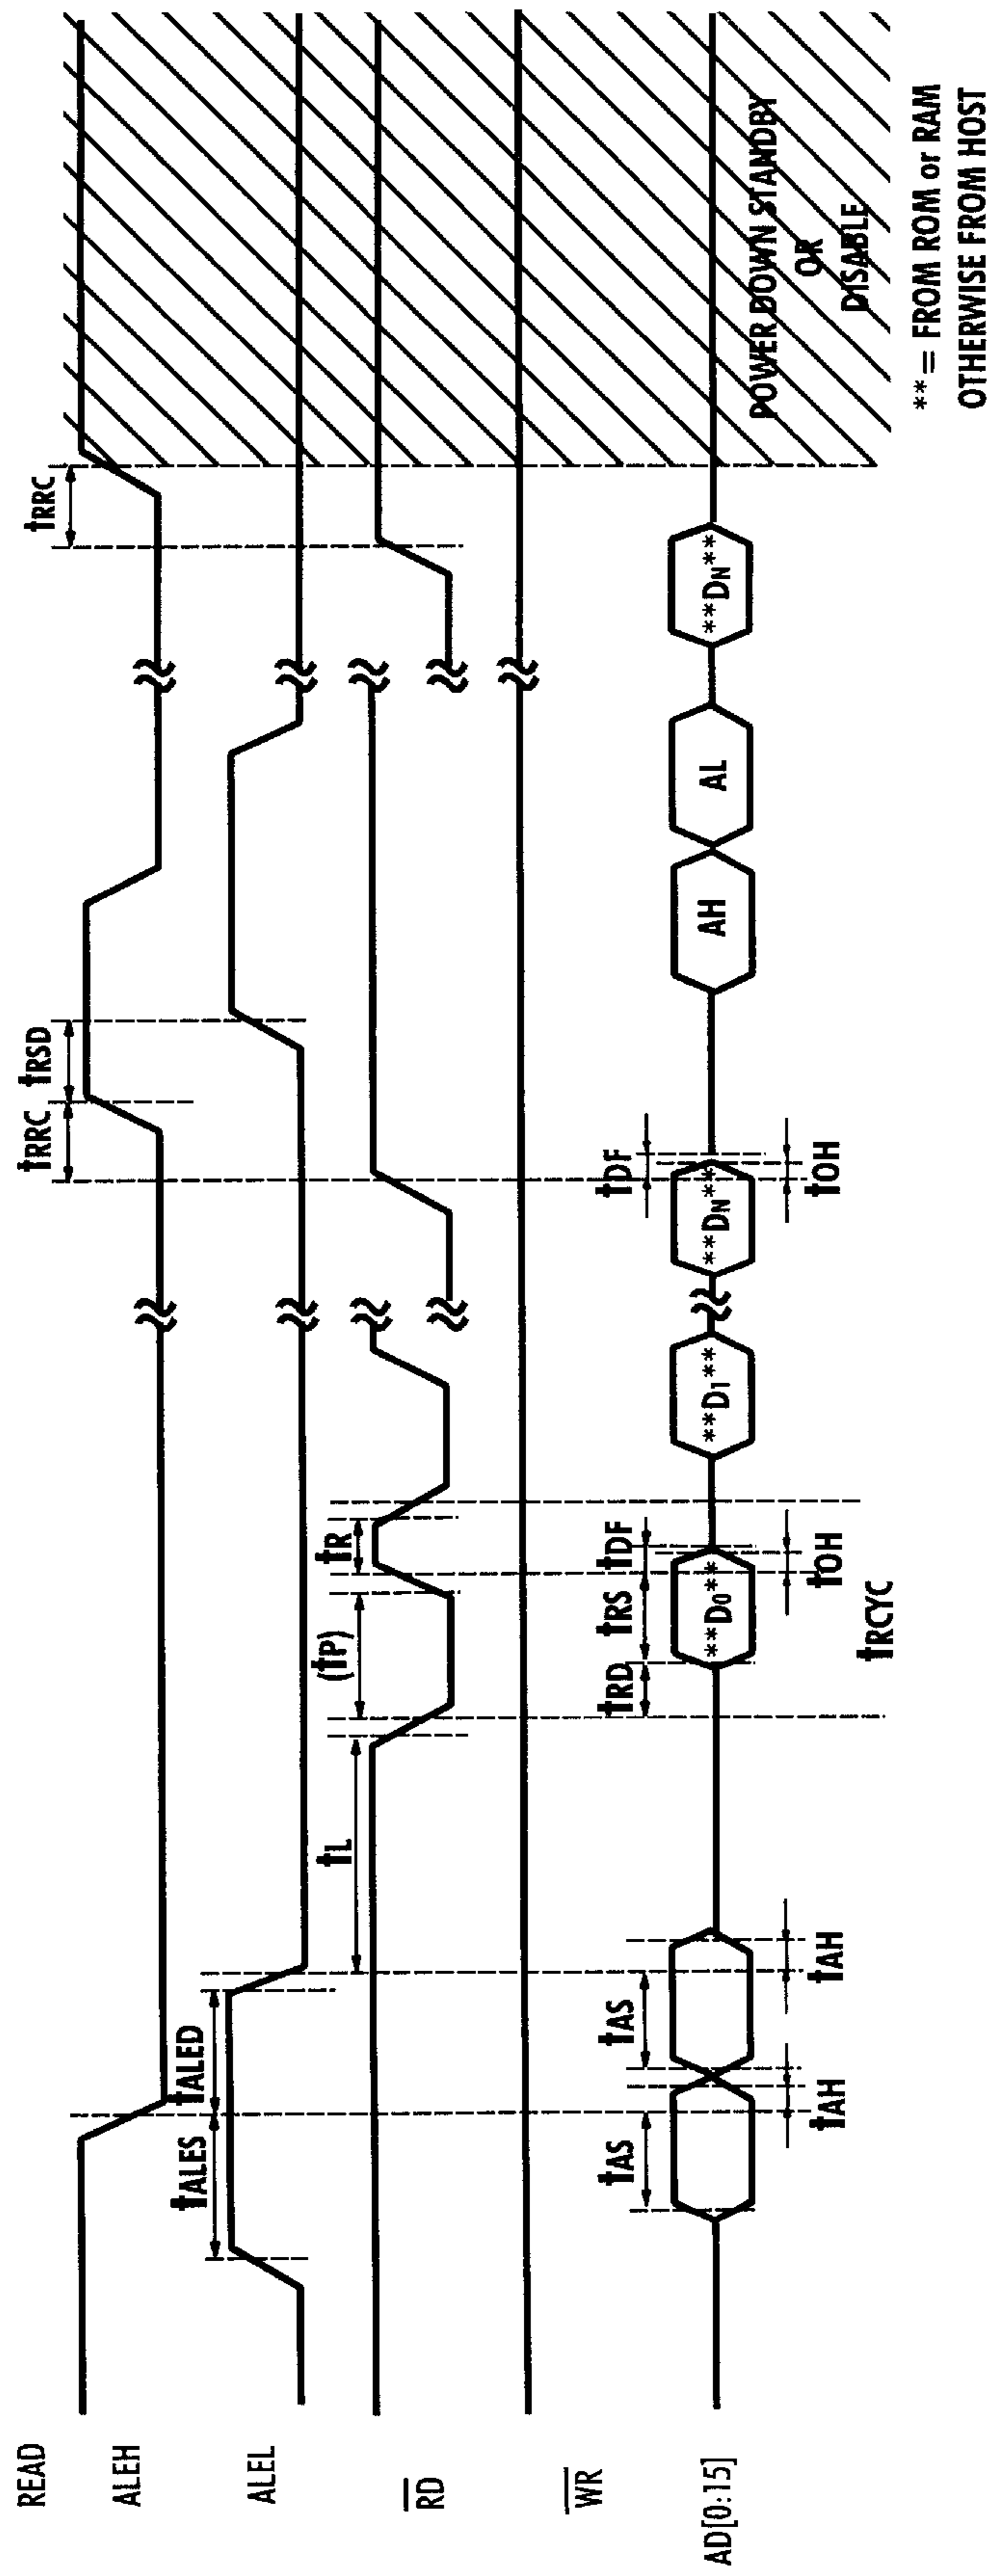 READ
ALEH
ALEL
RD
WR
AD[0:15]
tALES
tALED
tL
(tP)
tR
tRRC
tRSD
tRRC
tAS
tAS
tAH
tAH
tRD
tRS
tDF
tOH
tRCYC
tDF
tOH
**D0**
**D1**
**DN**
AH
AL
**DN**
POWER DOWN STANDBY
OR
DISABLE
**= FROM ROM or RAM
OTHERWISE FROM HOST